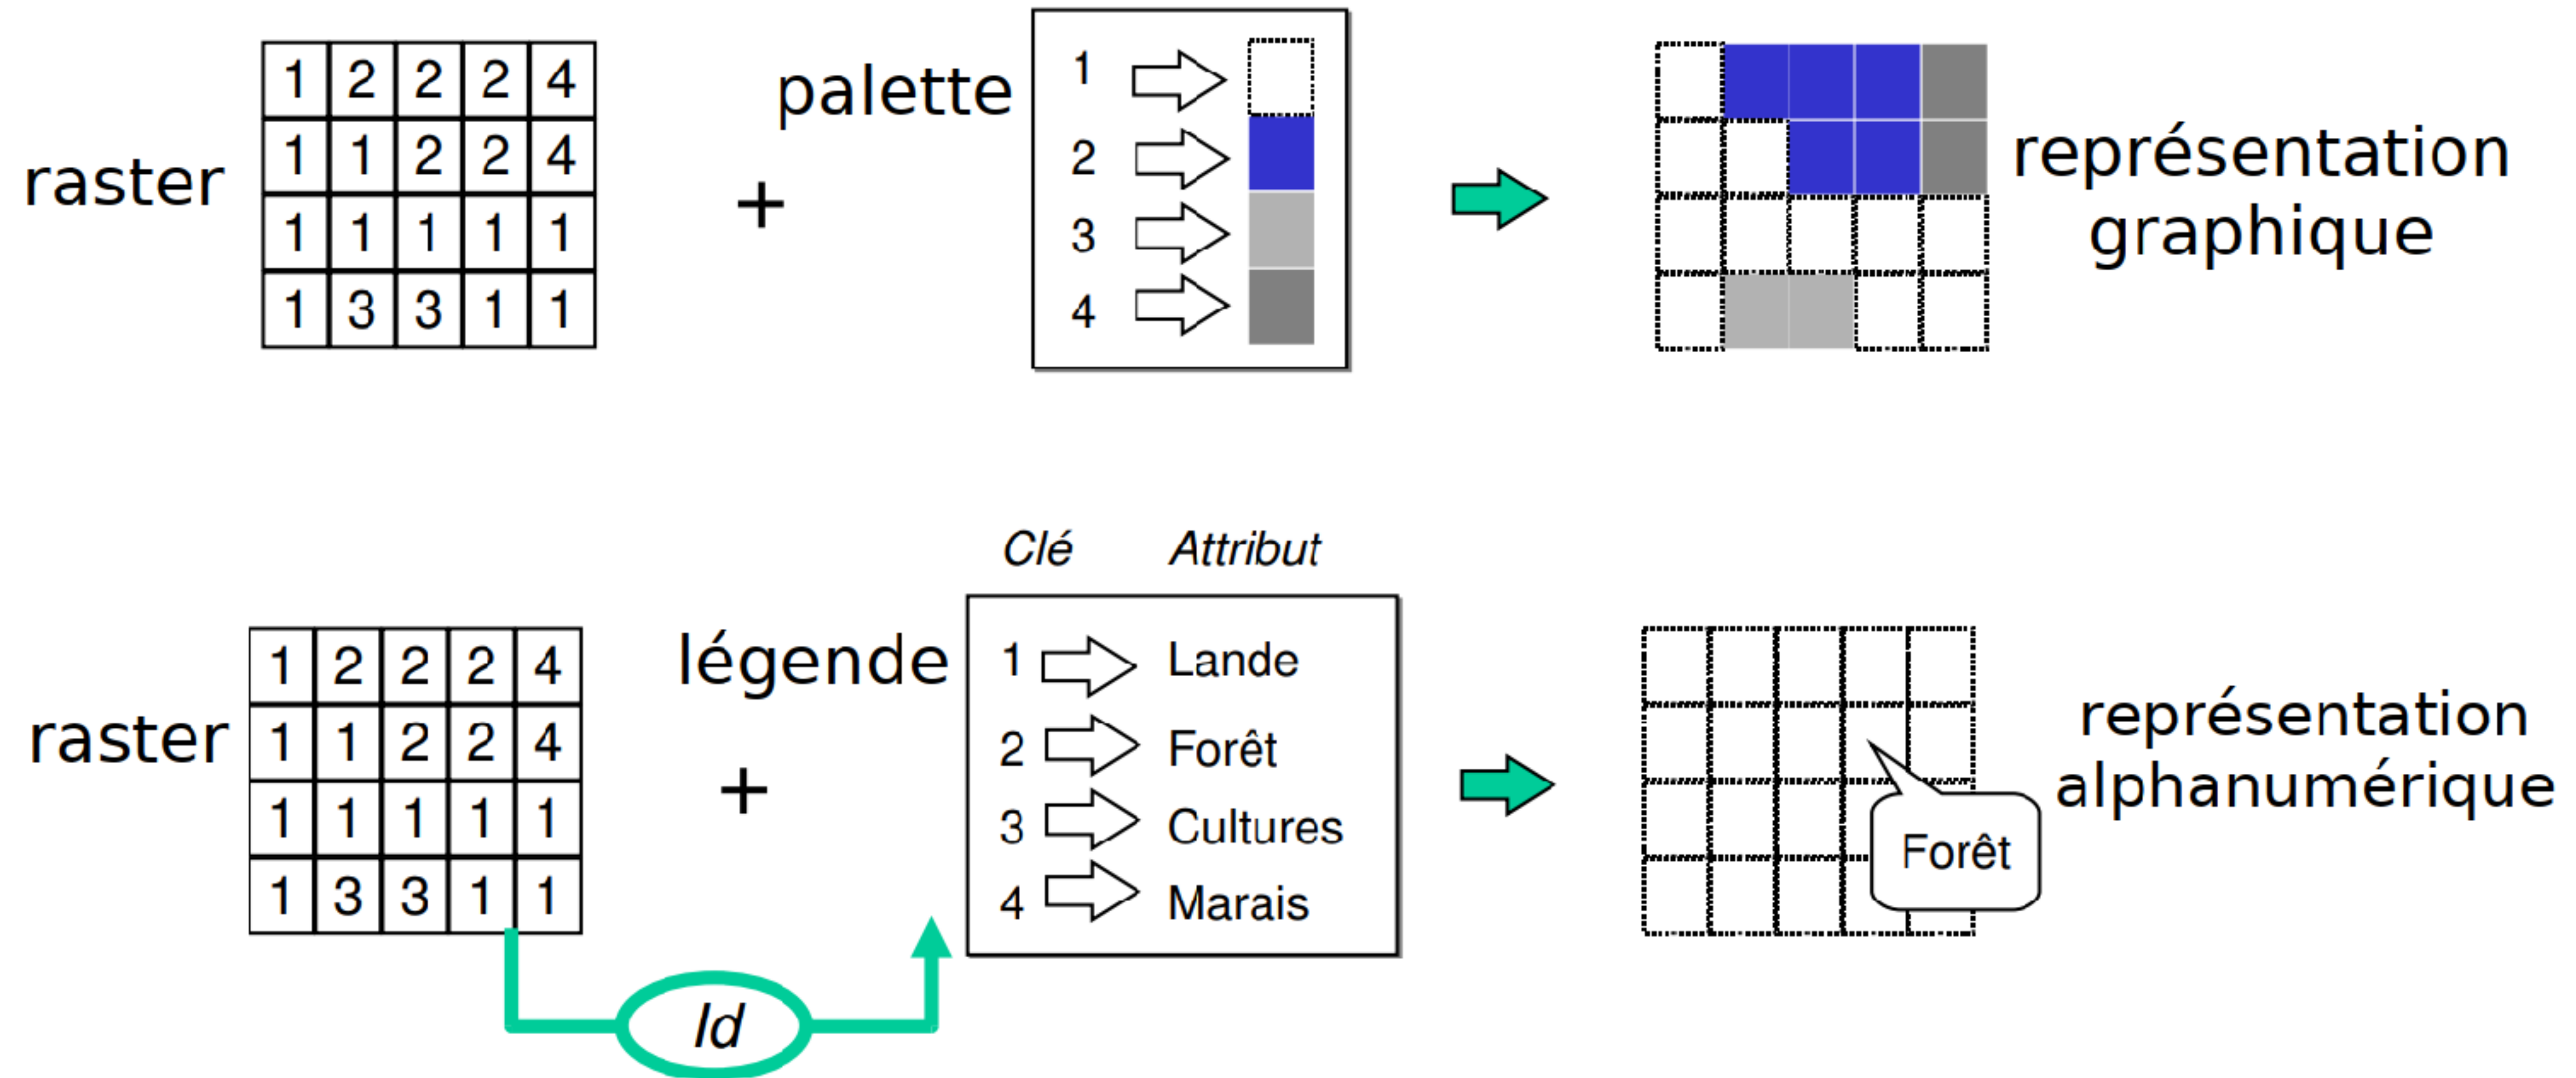 raster
1 2 2 2 4
1 1 2 2 4
1 1 1 1 1
1 3 3 1 1
+
palette
1
2
3
4
représentation
graphique
raster
1 2 2 2 4
1 1 2 2 4
1 1 1 1 1
1 3 3 1 1
+
légende
Clé Attribut
1 Lande
2 Forêt
3 Cultures
4 Marais
Id
Forêt
représentation
alphanumérique